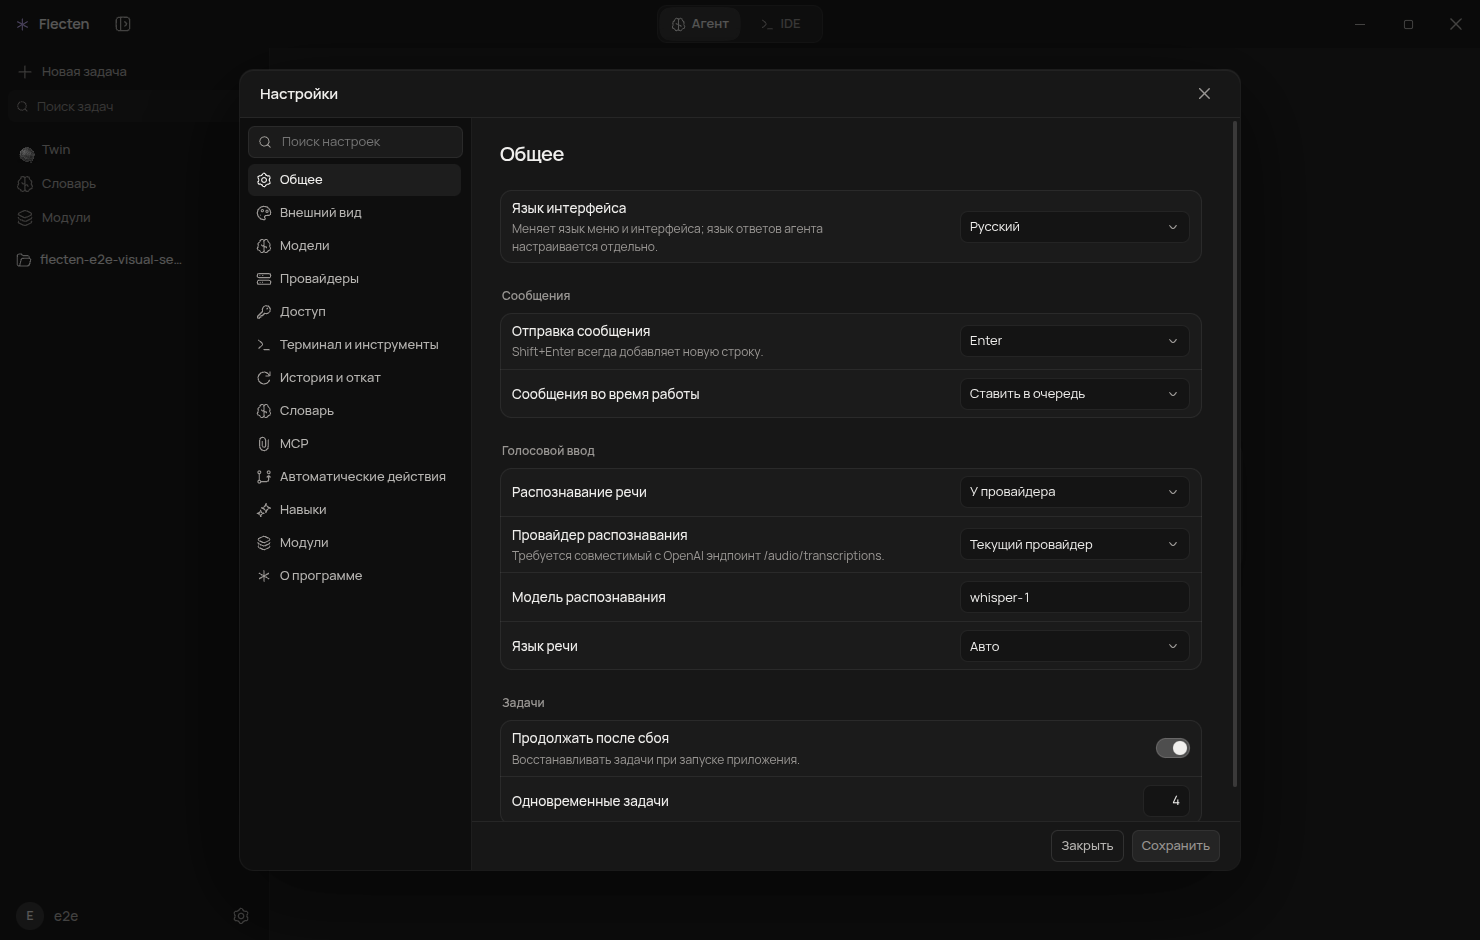 Flecten
Агент
IDE
Новая задача
Поиск задач
Twin
Словарь
Модули
flecten-e2e-visual-se...
Настройки
Поиск настроек
Общее
Внешний вид
Модели
Провайдеры
Доступ
Терминал и инструменты
История и откат
Словарь
MCP
Автоматические действия
Навыки
Модули
О программе
Общее
Язык интерфейса
Меняет язык меню и интерфейса; язык ответов агента
настраивается отдельно.
Русский
Сообщения
Отправка сообщения
Shift+Enter всегда добавляет новую строку.
Enter
Сообщения во время работы
Ставить в очередь
Голосовой ввод
Распознавание речи
У провайдера
Провайдер распознавания
Требуется совместимый с OpenAI эндпоинт /audio/transcriptions.
Текущий провайдер
Модель распознавания
whisper-1
Язык речи
Авто
Задачи
Продолжать после сбоя
Восстанавливать задачи при запуске приложения.
Одновременные задачи
4
Закрыть
Сохранить
E
e2e